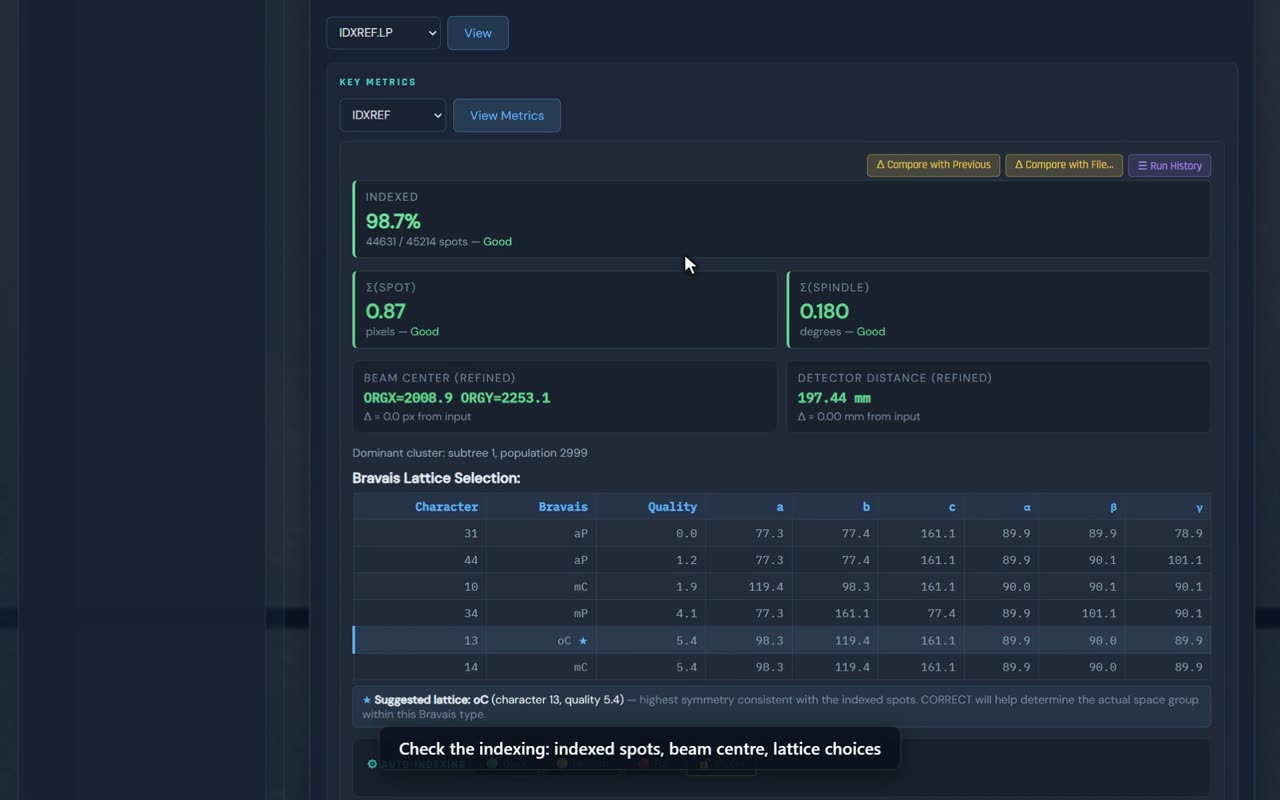 IDXREF.LP View
KEY METRICS
IDXREF View Metrics
Δ Compare with Previous Δ Compare with File... ☰ Run History
INDEXED
98.7%
44631 / 45214 spots — Good
Σ(SPOT) Σ(SPINDLE)
0.87 0.180
pixels — Good degrees — Good
BEAM CENTER (REFINED) DETECTOR DISTANCE (REFINED)
ORGX=2008.9 ORGY=2253.1 197.44 mm
Δ = 0.0 px from input Δ = 0.00 mm from input
Dominant cluster: subtree 1, population 2999
Bravais Lattice Selection:
Character Bravais Quality a b c α β γ
31 aP 0.0 77.3 77.4 161.1 89.9 89.9 78.9
44 aP 1.2 77.3 77.4 161.1 89.9 90.1 101.1
10 mC 1.9 119.4 98.3 161.1 90.0 90.1 90.1
34 mP 4.1 77.3 161.1 77.4 89.9 101.1 90.1
13 oC ★ 5.4 98.3 119.4 161.1 89.9 90.0 89.9
14 mC 5.4 98.3 119.4 161.1 89.9 90.0 89.9
★ Suggested lattice: oC (character 13, quality 5.4) — highest symmetry consistent with the indexed spots. CORRECT will help determine the actual space group
within this Bravais type.
Check the indexing: indexed spots, beam centre, lattice choices
AUTO-INDEXING